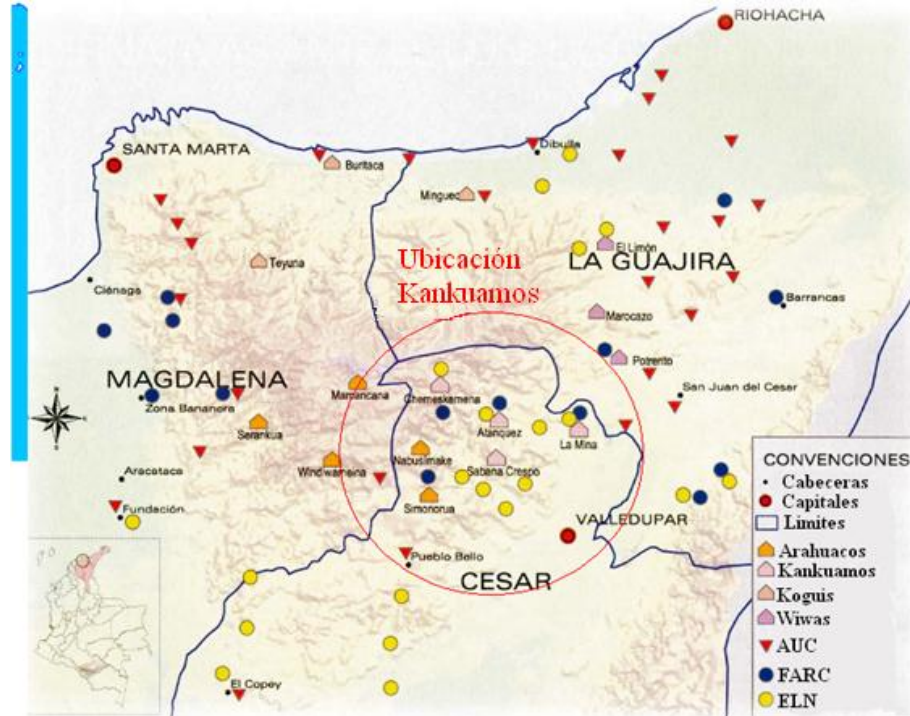 RIOHACHA
SANTA MARTA
Buritaca
Dibulla
Mingueo
El Limón
Ubicación
Kankuamos
LA GUAJIRA
Teyuna
Ciénaga
Barrancas
Marocazo
Potrerito
MAGDALENA
Mamancana
Chemeskemena
San Juan del Cesar
Zona Bananera
Serankua
Atanquez
La Mina
Nabusimake
Windiwameina
Sabana Crespo
Aracataca
Simonorua
Fundación
VALLEDUPAR
Pueblo Bello
CESAR
El Copey
CONVENCIONES
Cabeceras
Capitales
Limites
Arahuacos
Kankuamos
Koguis
Wiwas
AUC
FARC
ELN